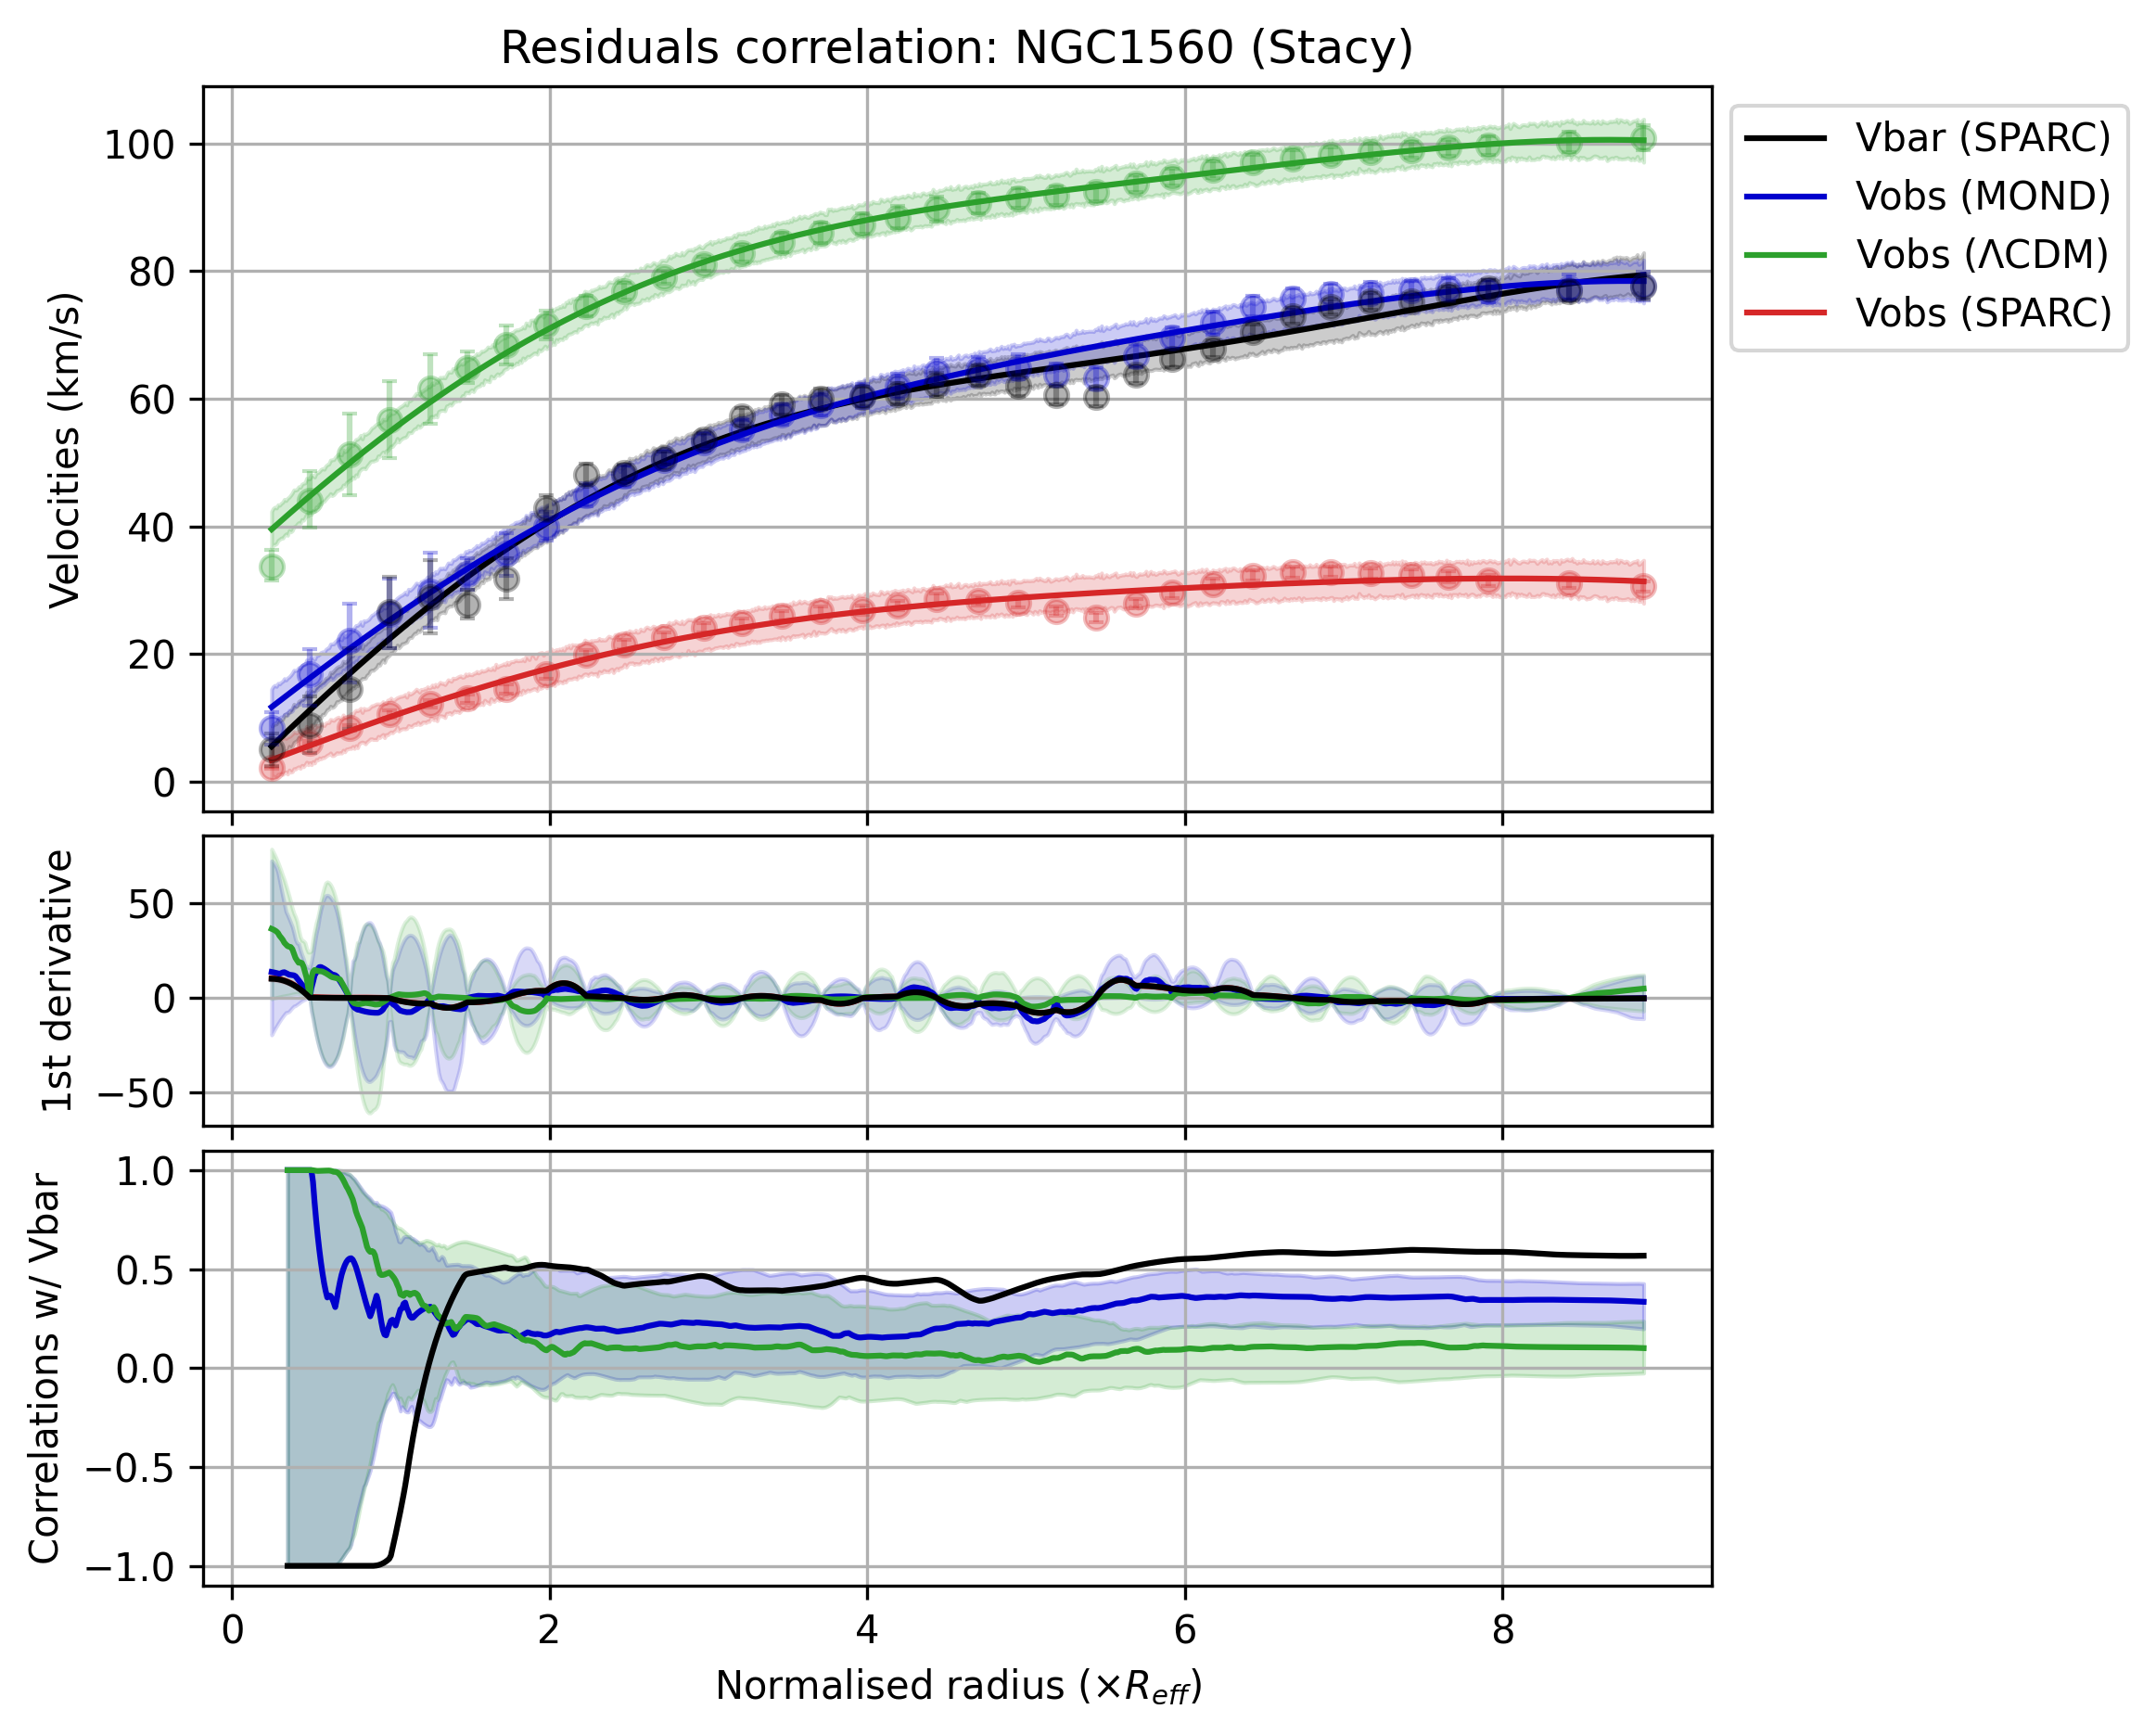 Residuals correlation: NGC1560 (Stacy)
Velocities (km/s)
100
80
60
40
20
0
Vbar (SPARC)
Vobs (MOND)
Vobs (ΛCDM)
Vobs (SPARC)
1st derivative
50
0
−50
Correlations w/ Vbar
1.0
0.5
0.0
−0.5
−1.0
0 2 4 6 8
Normalised radius (×R_eff)